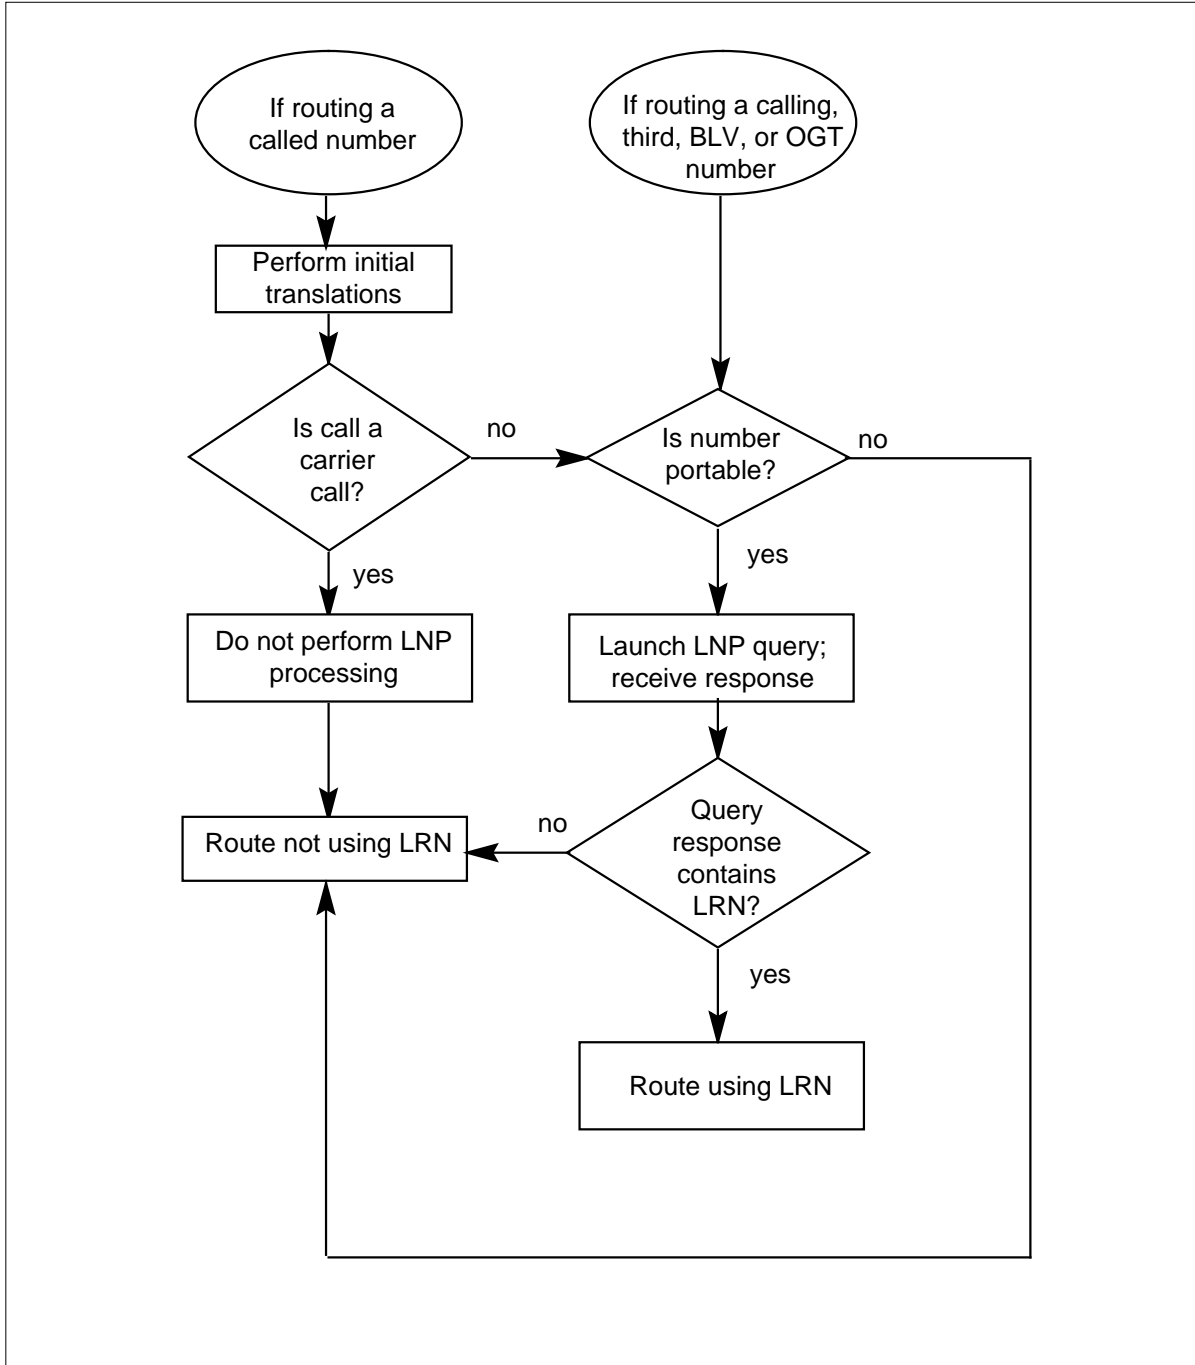 If routing a
called number
If routing a calling,
third, BLV, or OGT
number
Perform initial
translations
Is call a
carrier
call?
no
Is number
portable?
no
yes
yes
Do not perform LNP
processing
Launch LNP query;
receive response
Route not using LRN
no
Query
response
contains
LRN?
yes
Route using LRN